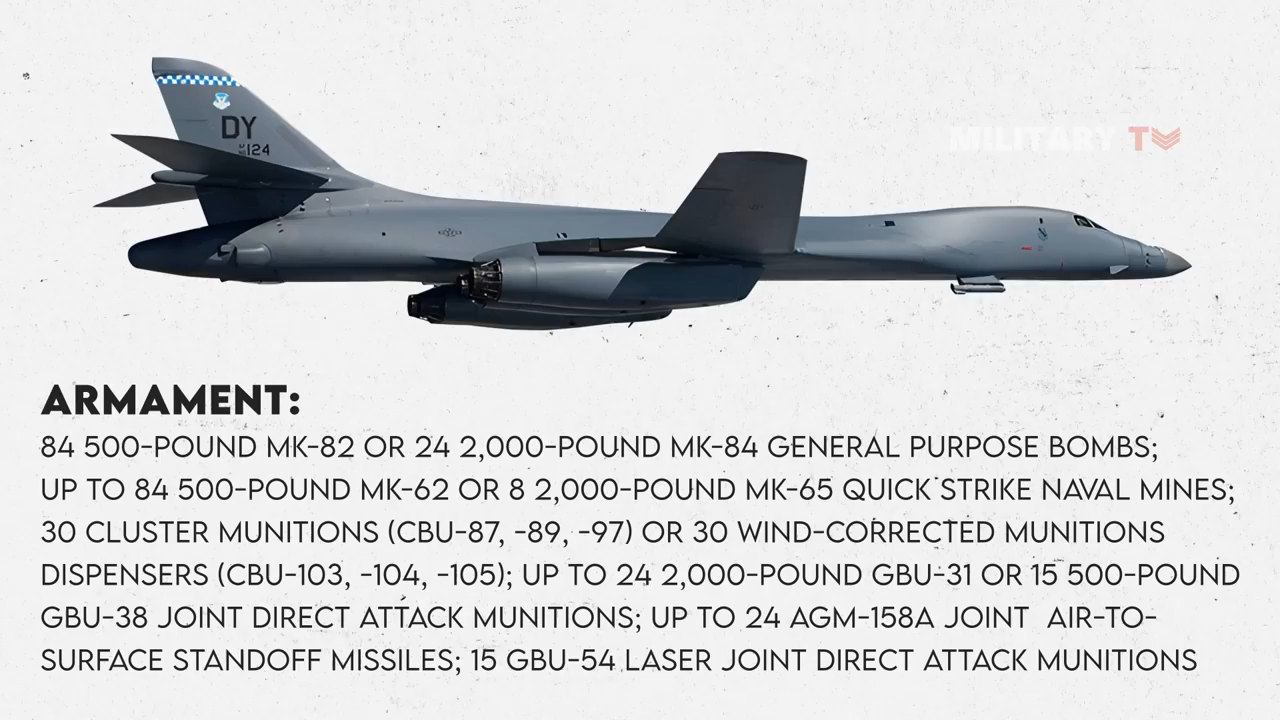 DY
124
MILITARY TV
ARMAMENT:
84 500-POUND MK-82 OR 24 2,000-POUND MK-84 GENERAL PURPOSE BOMBS;
UP TO 84 500-POUND MK-62 OR 8 2,000-POUND MK-65 QUICK STRIKE NAVAL MINES;
30 CLUSTER MUNITIONS (CBU-87, -89, -97) OR 30 WIND-CORRECTED MUNITIONS
DISPENSERS (CBU-103, -104, -105); UP TO 24 2,000-POUND GBU-31 OR 15 500-POUND
GBU-38 JOINT DIRECT ATTACK MUNITIONS; UP TO 24 AGM-158A JOINT AIR-TO-
SURFACE STANDOFF MISSILES; 15 GBU-54 LASER JOINT DIRECT ATTACK MUNITIONS